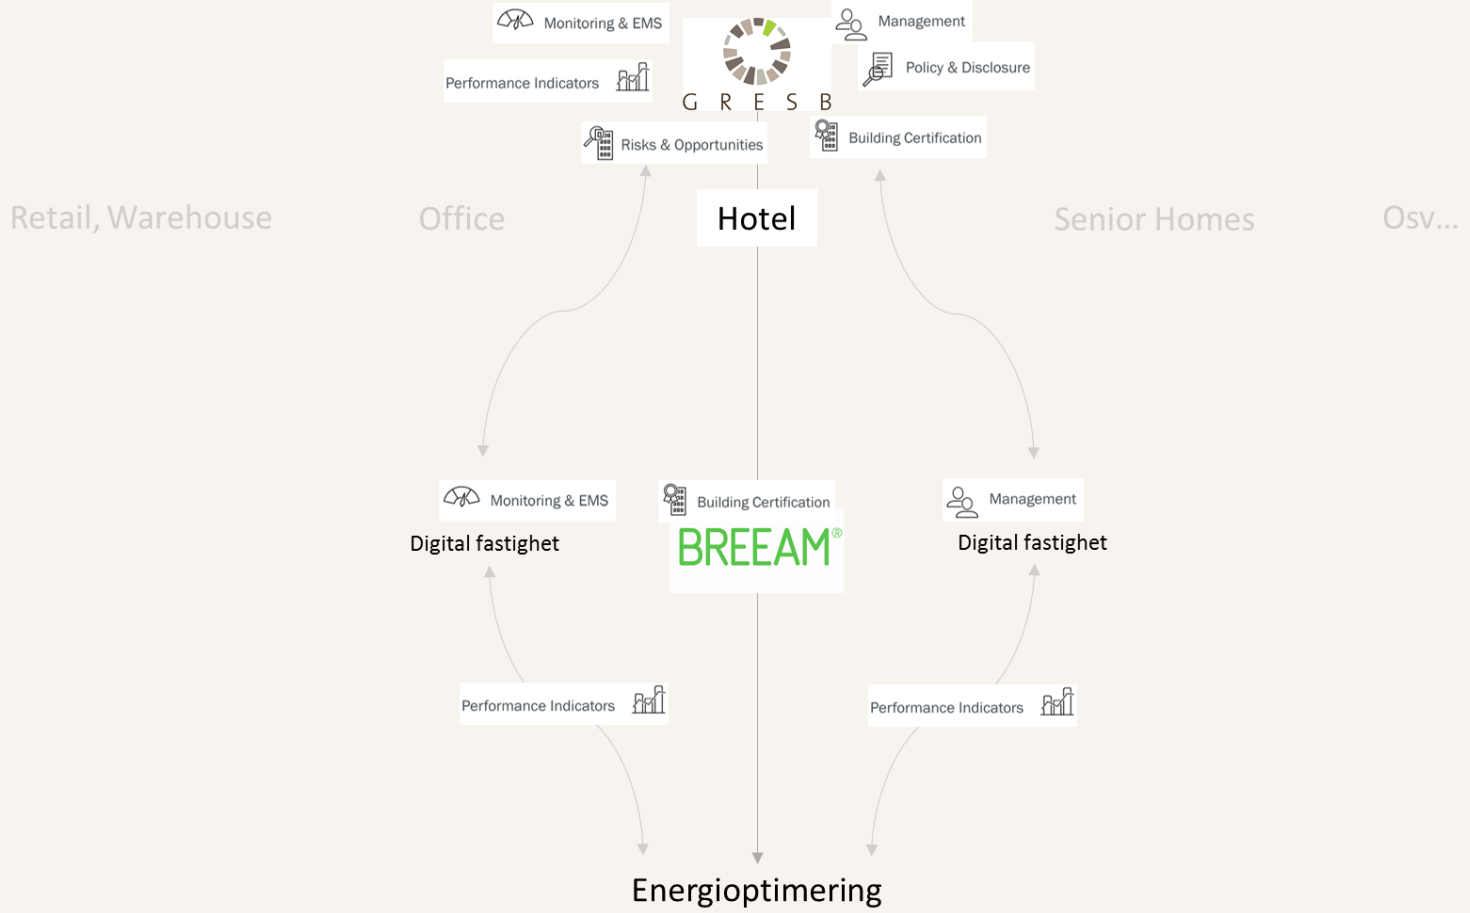 Monitoring & EMS
Management
Performance Indicators
Policy & Disclosure
GRESB
Risks & Opportunities
Building Certification
Retail, Warehouse
Office
Hotel
Senior Homes
Osv...
Monitoring & EMS
Building Certification
Management
Digital fastighet
BREEAM®
Digital fastighet
Performance Indicators
Performance Indicators
Energioptimering